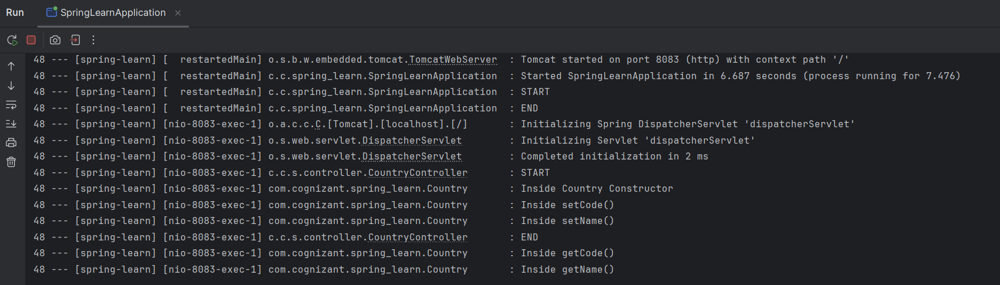 Run SpringLearnApplication
48 --- [spring-learn] [  restartedMain] o.s.b.w.embedded.tomcat.TomcatWebServer  : Tomcat started on port 8083 (http) with context path '/'
48 --- [spring-learn] [  restartedMain] c.c.spring_learn.SpringLearnApplication  : Started SpringLearnApplication in 6.687 seconds (process running for 7.476)
48 --- [spring-learn] [  restartedMain] c.c.spring_learn.SpringLearnApplication  : START
48 --- [spring-learn] [  restartedMain] c.c.spring_learn.SpringLearnApplication  : END
48 --- [spring-learn] [nio-8083-exec-1] o.a.c.c.C.[Tomcat].[localhost].[/]       : Initializing Spring DispatcherServlet 'dispatcherServlet'
48 --- [spring-learn] [nio-8083-exec-1] o.s.web.servlet.DispatcherServlet        : Initializing Servlet 'dispatcherServlet'
48 --- [spring-learn] [nio-8083-exec-1] o.s.web.servlet.DispatcherServlet        : Completed initialization in 2 ms
48 --- [spring-learn] [nio-8083-exec-1] c.c.s.controller.CountryController       : START
48 --- [spring-learn] [nio-8083-exec-1] com.cognizant.spring_learn.Country       : Inside Country Constructor
48 --- [spring-learn] [nio-8083-exec-1] com.cognizant.spring_learn.Country       : Inside setCode()
48 --- [spring-learn] [nio-8083-exec-1] com.cognizant.spring_learn.Country       : Inside setName()
48 --- [spring-learn] [nio-8083-exec-1] c.c.s.controller.CountryController       : END
48 --- [spring-learn] [nio-8083-exec-1] com.cognizant.spring_learn.Country       : Inside getCode()
48 --- [spring-learn] [nio-8083-exec-1] com.cognizant.spring_learn.Country       : Inside getName()